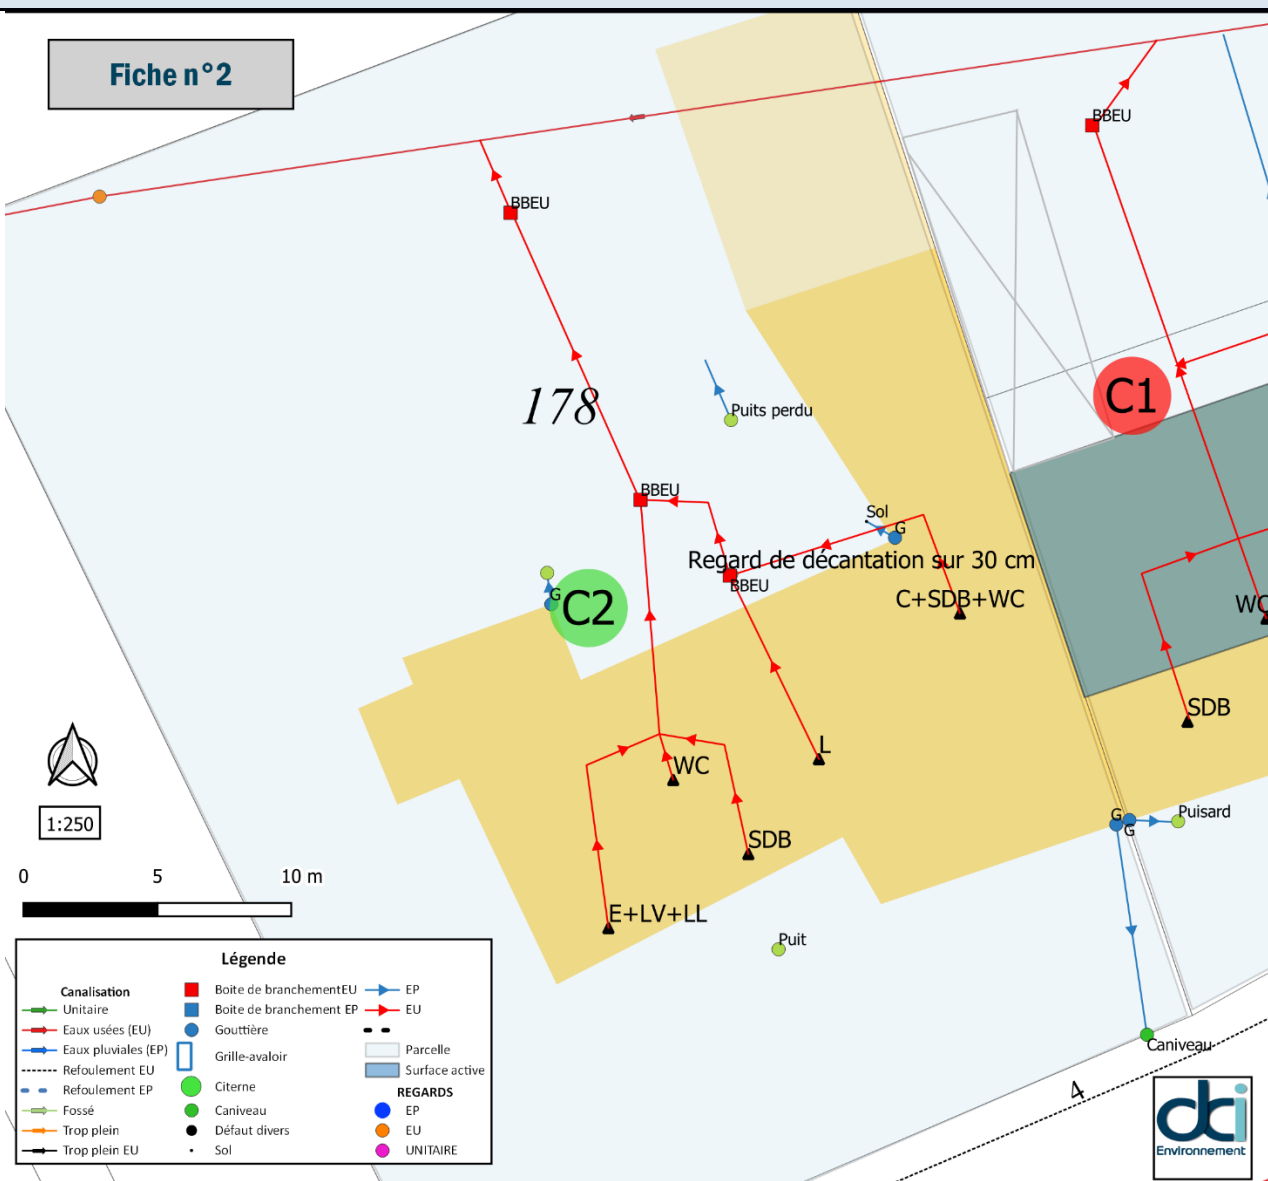 Fiche n°2
BBEU
BBEU
178
C1
Puits perdu
BBEU
Sol
G
Regard de décantation sur 30 cm
BBEU
G
C2
C+SDB+WC
WC
SDB
L
WC
1:250
Puisard
G
G
SDB
0 5 10 m
E+LV+LL
Puit
Caniveau
4
Légende
Canalisation
Unitaire
Eaux usées (EU)
Eaux pluviales (EP)
Refoulement EU
Refoulement EP
Fossé
Trop plein
Trop plein EU
Boite de branchementEU
Boite de branchement EP
Gouttière
Grille-avaloir
Citerne
Caniveau
Défaut divers
Sol
EP
EU
Parcelle
Surface active
REGARDS
EP
EU
UNITAIRE
dci
Environnement